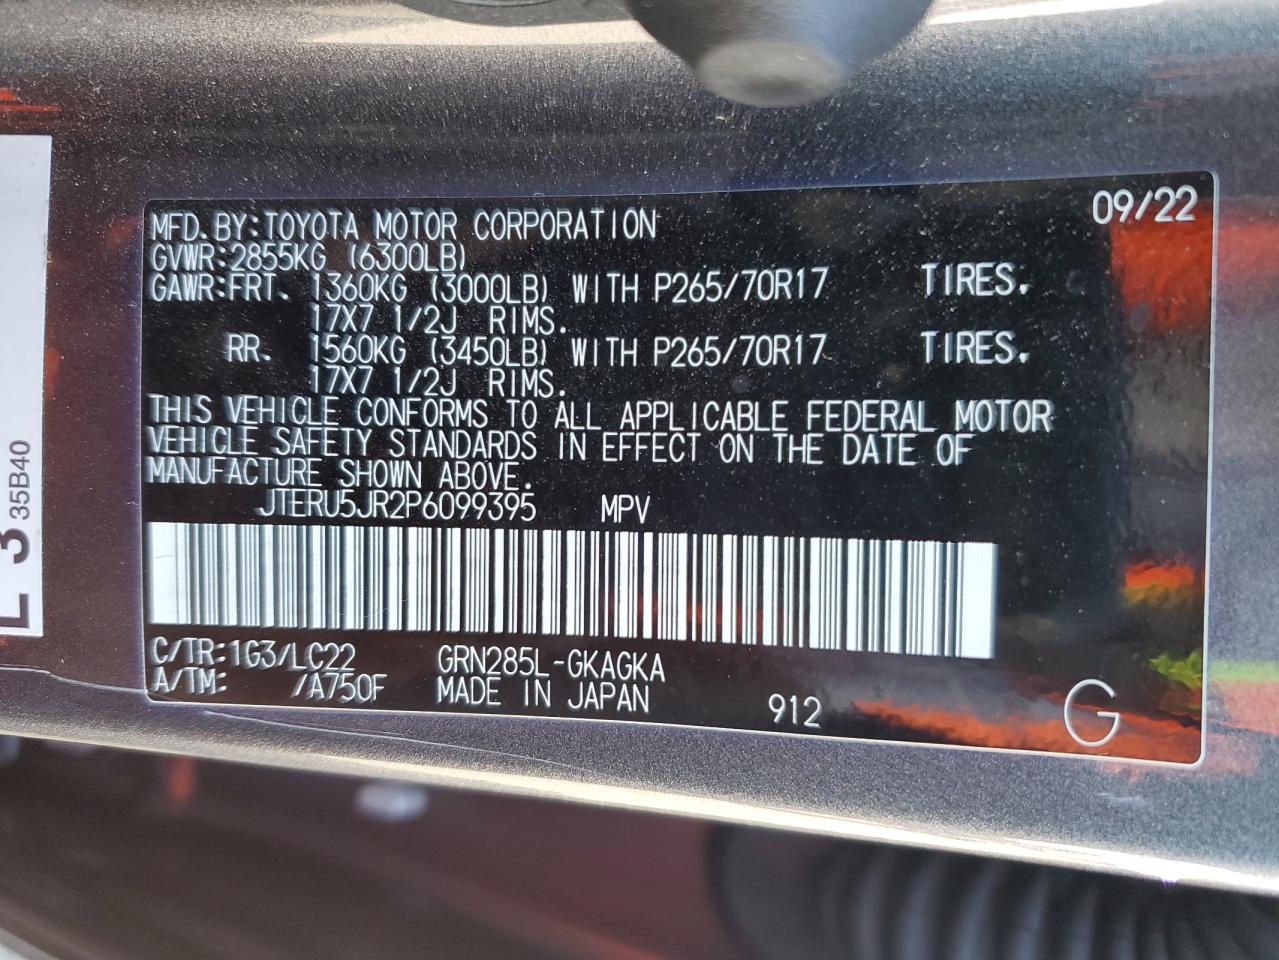 09/22
MFD.BY:TOYOTA MOTOR CORPORATION
GVWR:2855KG (6300LB)
GAWR:FRT. 1360KG (3000LB) WITH P265/70R17 TIRES.
17X7 1/2J RIMS.
RR. 1560KG (3450LB) WITH P265/70R17 TIRES.
17X7 1/2J RIMS.
THIS VEHICLE CONFORMS TO ALL APPLICABLE FEDERAL MOTOR
VEHICLE SAFETY STANDARDS IN EFFECT ON THE DATE OF
MANUFACTURE SHOWN ABOVE.
JTERU5JR2P6099395 MPV
C/TR:1G3/LC22 GRN285L-GKAGKA
A/TM: /A750F MADE IN JAPAN 912
G
35B40